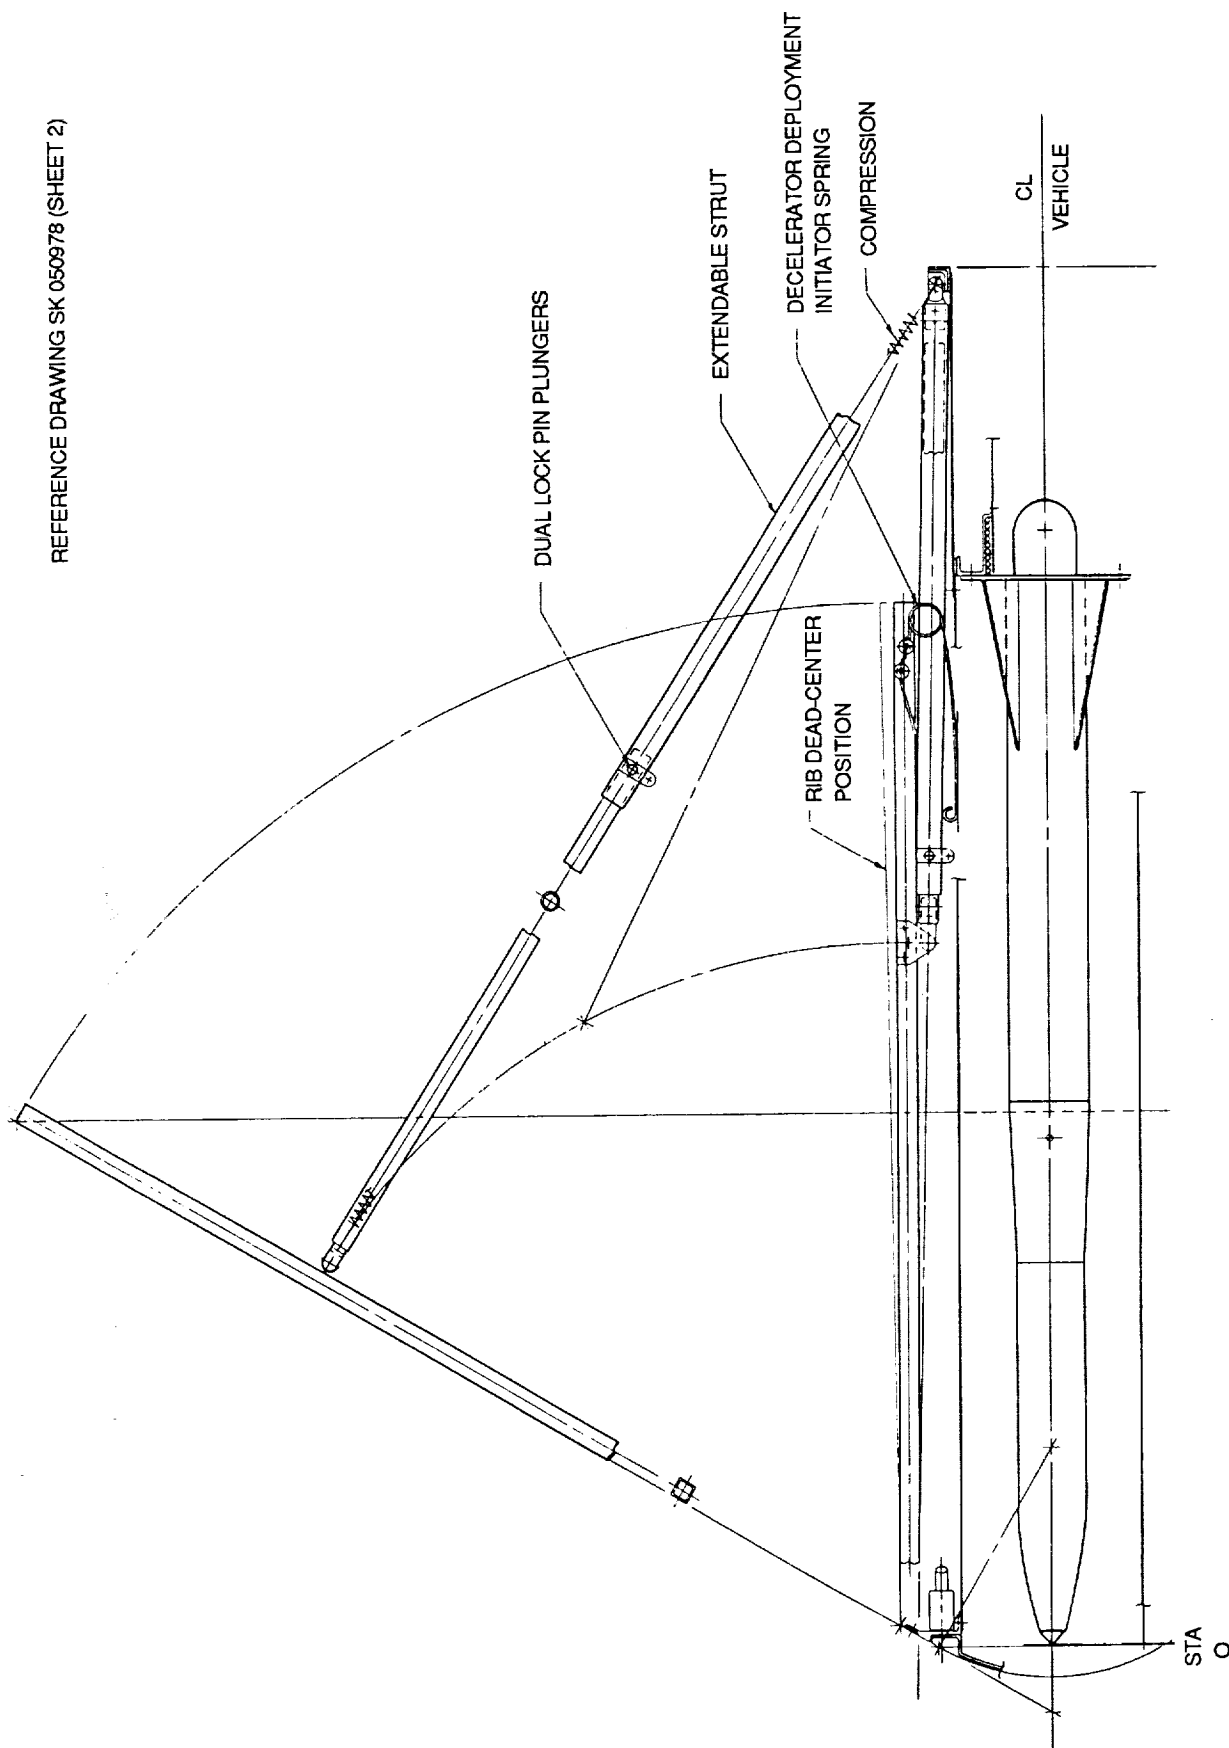 REFERENCE DRAWING SK 050978 (SHEET 2)
DUAL LOCK PIN PLUNGERS
EXTENDABLE STRUT
DECELERATOR DEPLOYMENT
INITIATOR SPRING
COMPRESSION
RIB DEAD-CENTER
POSITION
CL
VEHICLE
STA
O